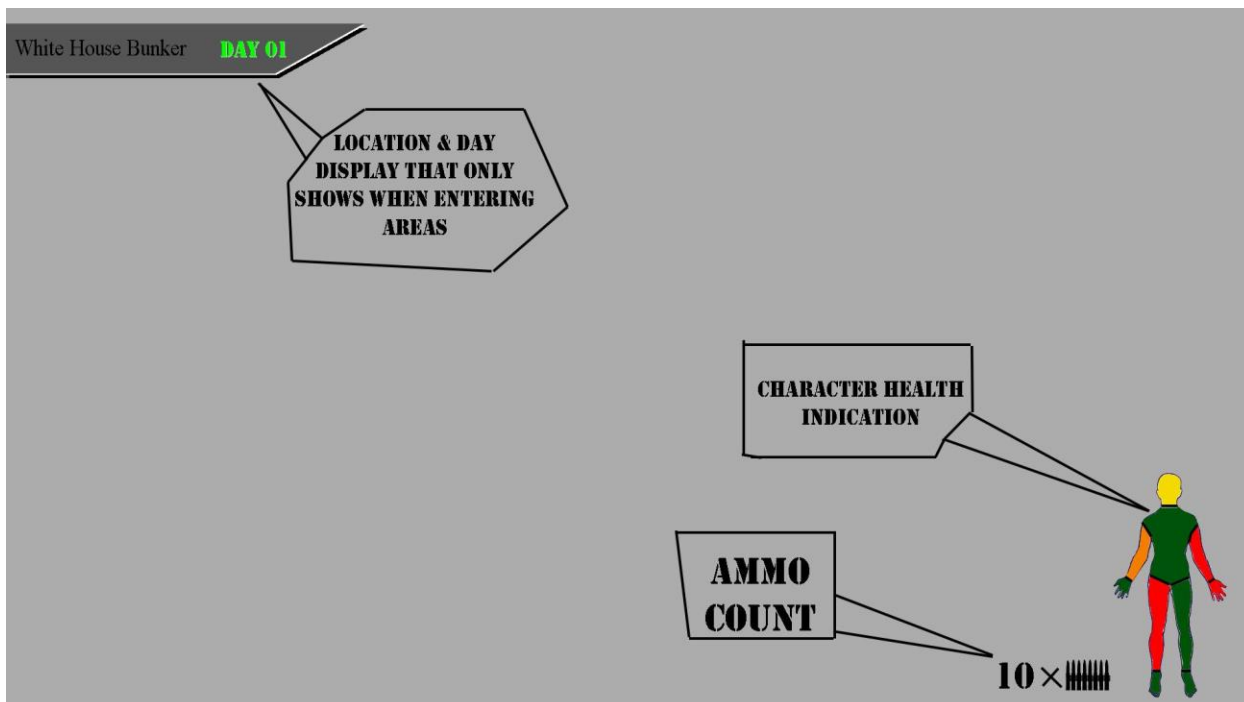 White House Bunker DAY 01
LOCATION & DAY
DISPLAY THAT ONLY
SHOWS WHEN ENTERING
AREAS
CHARACTER HEALTH
INDICATION
AMMO
COUNT
10×